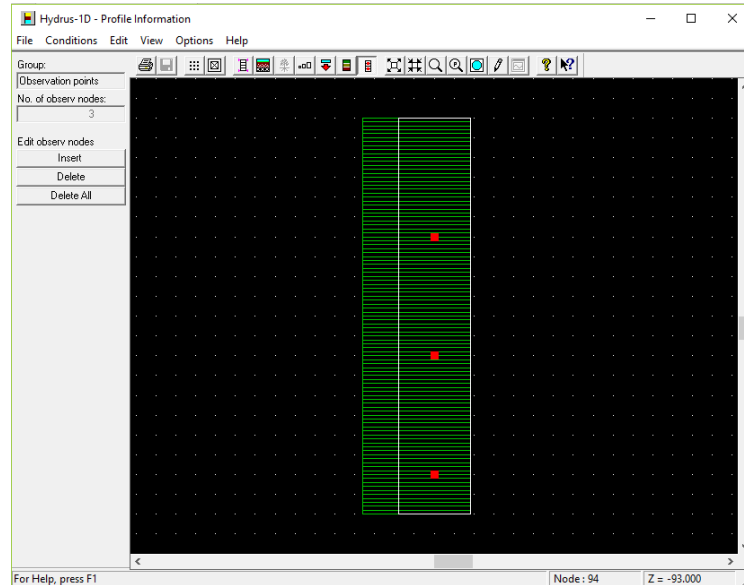 Hydrus-1D - Profile Information
File Conditions Edit View Options Help
Group:
Observation points
No. of observ nodes:
3
Edit observ nodes
Insert
Delete
Delete All
For Help, press F1
Node : 94
Z = -93.000